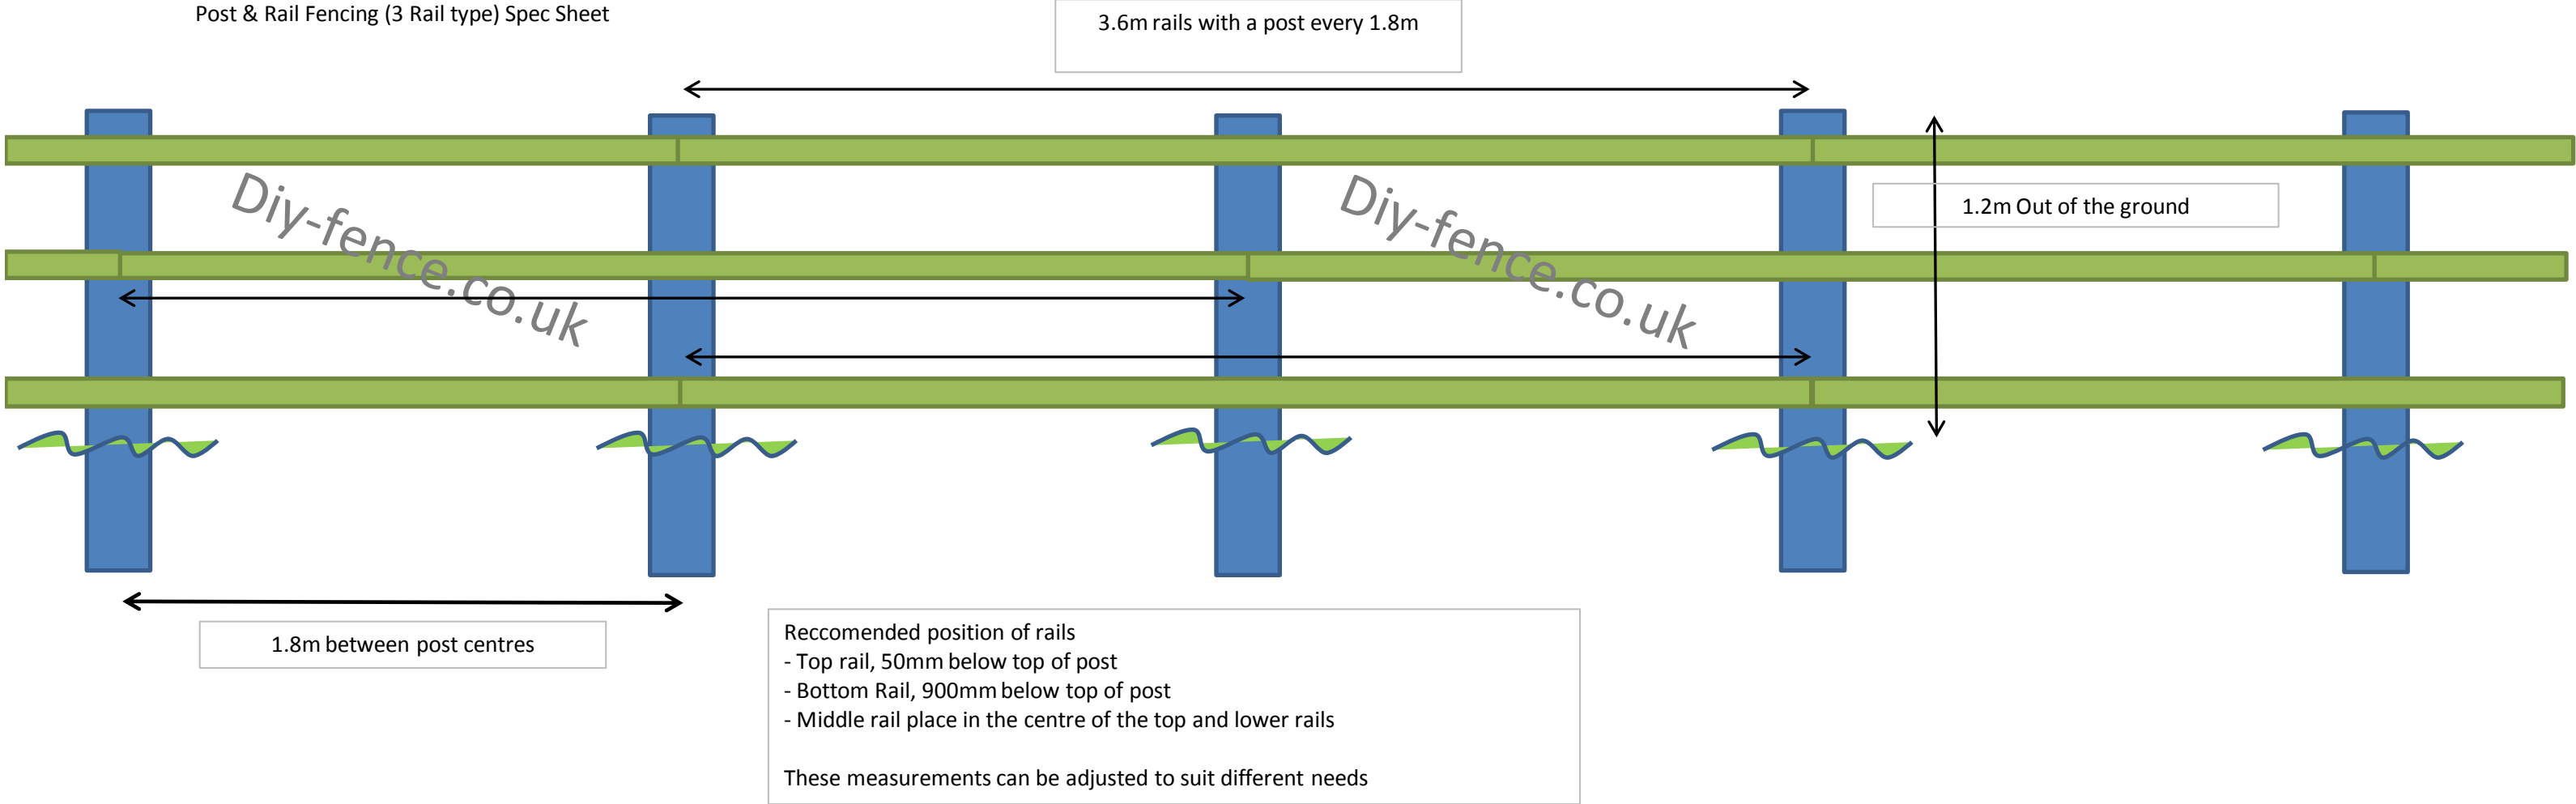 Post & Rail Fencing (3 Rail type) Spec Sheet
3.6m rails with a post every 1.8m
Diy-fence.co.uk
Diy-fence.co.uk
1.2m Out of the ground
1.8m between post centres
Reccomended position of rails
- Top rail, 50mm below top of post
- Bottom Rail, 900mm below top of post
- Middle rail place in the centre of the top and lower rails
These measurements can be adjusted to suit different needs